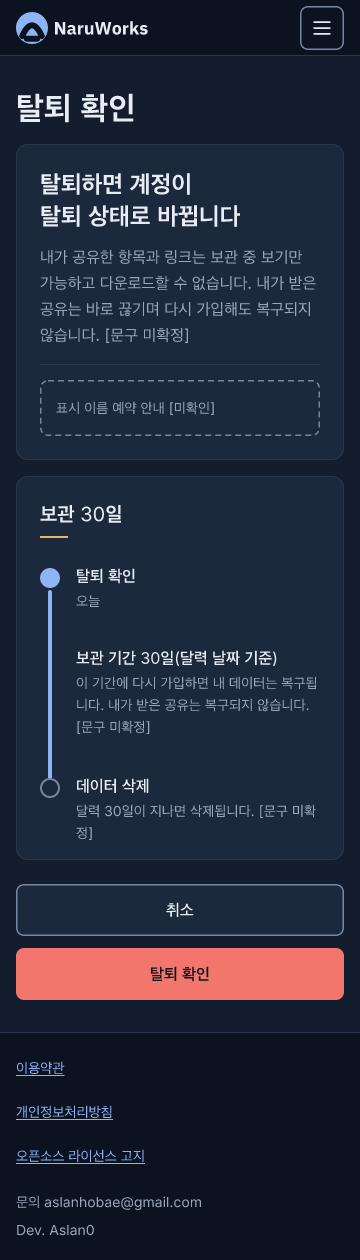 NaruWorks
탈퇴 확인
탈퇴하면 계정이
탈퇴 상태로 바뀝니다
내가 공유한 항목과 링크는 보관 중 보기만
가능하고 다운로드할 수 없습니다. 내가 받은
공유는 바로 끊기며 다시 가입해도 복구되지
않습니다. [문구 미확정]
표시 이름 예약 안내 [미확인]
보관 30일
탈퇴 확인
오늘
보관 기간 30일(달력 날짜 기준)
이 기간에 다시 가입하면 내 데이터는 복구됩
니다. 내가 받은 공유는 복구되지 않습니다.
[문구 미확정]
데이터 삭제
달력 30일이 지나면 삭제됩니다. [문구 미확
정]
취소
탈퇴 확인
이용약관
개인정보처리방침
오픈소스 라이선스 고지
문의 aslanhobae@gmail.com
Dev. Aslan0